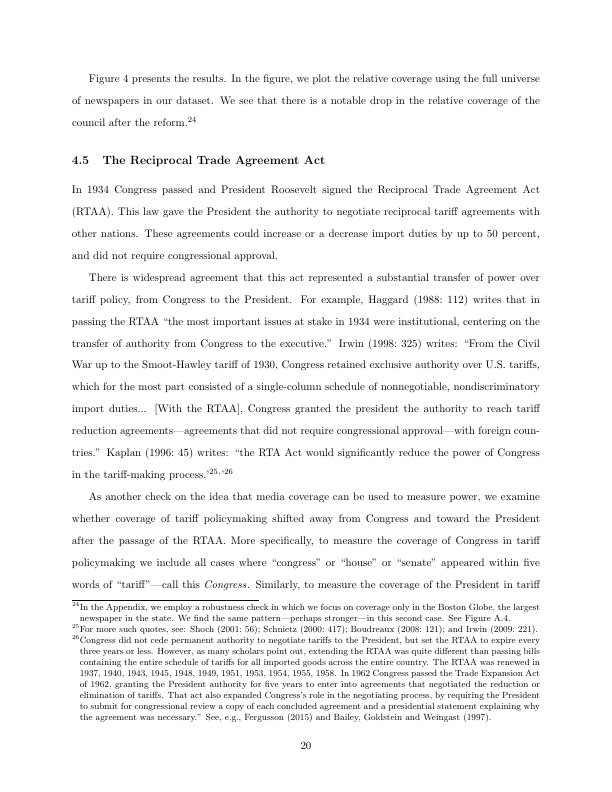 Figure 4 presents the results. In the figure, we plot the relative coverage using the full universe
of newspapers in our dataset. We see that there is a notable drop in the relative coverage of the
council after the reform.24
4.5 The Reciprocal Trade Agreement Act
In 1934 Congress passed and President Roosevelt signed the Reciprocal Trade Agreement Act
(RTAA). This law gave the President the authority to negotiate reciprocal tariff agreements with
other nations. These agreements could increase or a decrease import duties by up to 50 percent,
and did not require congressional approval.
There is widespread agreement that this act represented a substantial transfer of power over
tariff policy, from Congress to the President. For example, Haggard (1988: 112) writes that in
passing the RTAA “the most important issues at stake in 1934 were institutional, centering on the
transfer of authority from Congress to the executive.” Irwin (1998: 325) writes: “From the Civil
War up to the Smoot-Hawley tariff of 1930, Congress retained exclusive authority over U.S. tariffs,
which for the most part consisted of a single-column schedule of nonnegotiable, nondiscriminatory
import duties... [With the RTAA], Congress granted the president the authority to reach tariff
reduction agreements—agreements that did not require congressional approval—with foreign coun-
tries.” Kaplan (1996: 45) writes: “the RTA Act would significantly reduce the power of Congress
in the tariff-making process.’25,’26
As another check on the idea that media coverage can be used to measure power, we examine
whether coverage of tariff policymaking shifted away from Congress and toward the President
after the passage of the RTAA. More specifically, to measure the coverage of Congress in tariff
policymaking we include all cases where “congress” or “house” or “senate” appeared within five
words of “tariff”—call this Congress. Similarly, to measure the coverage of the President in tariff
24In the Appendix, we employ a robustness check in which we focus on coverage only in the Boston Globe, the largest
newspaper in the state. We find the same pattern—perhaps stronger—in this second case. See Figure A.4.
25For more such quotes, see: Shoch (2001: 56); Schnietz (2000: 417); Boudreaux (2008: 121); and Irwin (2009: 221).
26Congress did not cede permanent authority to negotiate tariffs to the President, but set the RTAA to expire every
three years or less. However, as many scholars point out, extending the RTAA was quite different than passing bills
containing the entire schedule of tariffs for all imported goods across the entire country. The RTAA was renewed in
1937, 1940, 1943, 1945, 1948, 1949, 1951, 1953, 1954, 1955, 1958. In 1962 Congress passed the Trade Expansion Act
of 1962, granting the President authority for five years to enter into agreements that negotiated the reduction or
elimination of tariffs. That act also expanded Congress’s role in the negotiating process, by requiring the President
to submit for congressional review a copy of each concluded agreement and a presidential statement explaining why
the agreement was necessary.” See, e.g., Fergusson (2015) and Bailey, Goldstein and Weingast (1997).
20